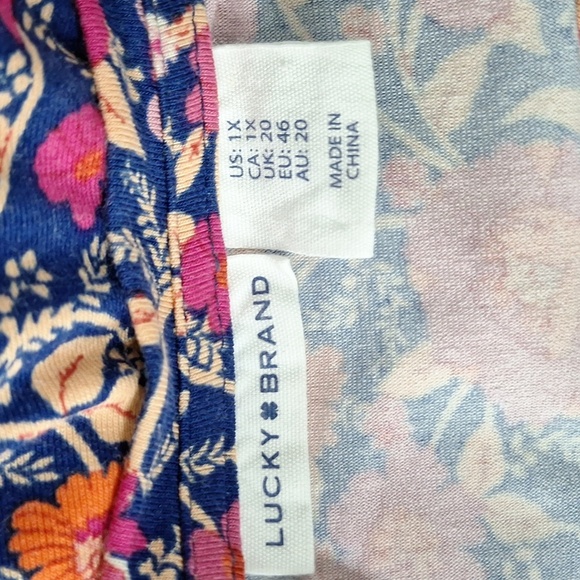 US: 1X
CA: 1X
UK: 20
EU: 46
AU: 20
MADE IN
CHINA
LUCKY BRAND